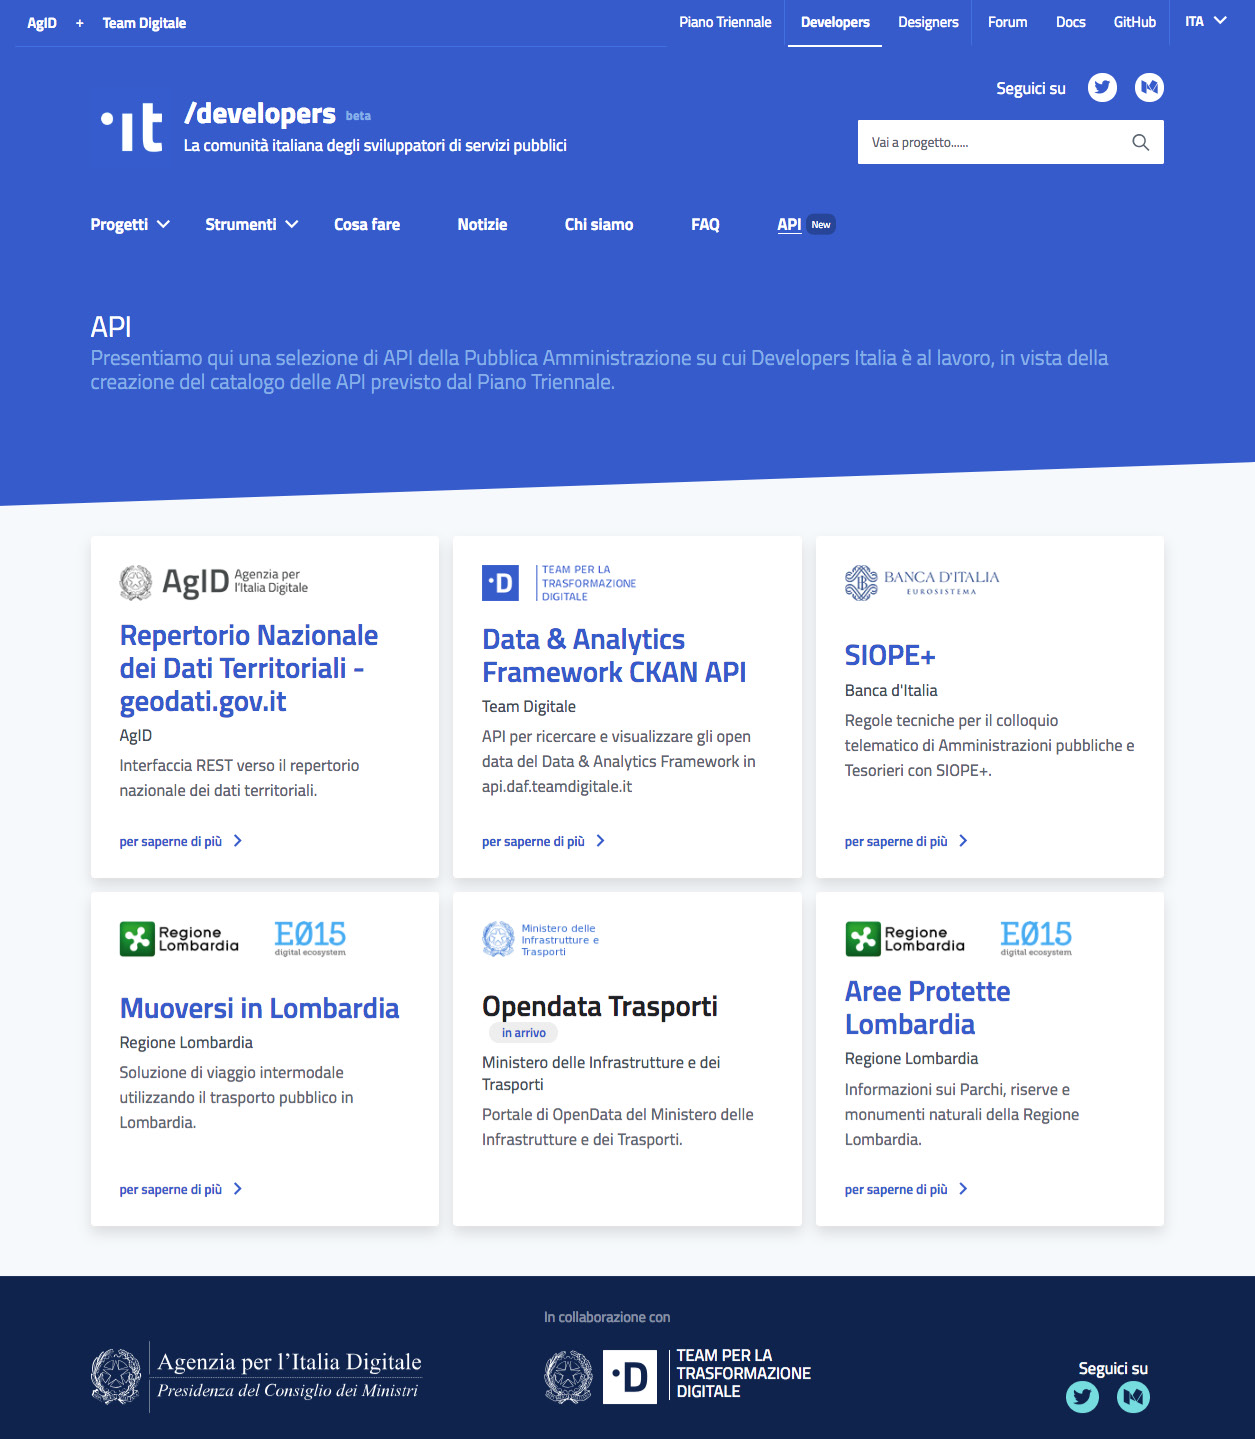 AgID + Team Digitale
Piano Triennale Developers Designers Forum Docs GitHub ITA
Seguici su
it /developers beta
La comunità italiana degli sviluppatori di servizi pubblici
Vai a progetto......
Progetti Strumenti Cosa fare Notizie Chi siamo FAQ API New
API
Presentiamo qui una selezione di API della Pubblica Amministrazione su cui Developers Italia è al lavoro, in vista della
creazione del catalogo delle API previsto dal Piano Triennale.
AgID Agenzia per
l'Italia Digitale
Repertorio Nazionale
dei Dati Territoriali -
geodati.gov.it
AgID
Interfaccia REST verso il repertorio
nazionale dei dati territoriali.
per saperne di più
D TEAM PER LA
TRASFORMAZIONE
DIGITALE
Data & Analytics
Framework CKAN API
Team Digitale
API per ricercare e visualizzare gli open
data del Data & Analytics Framework in
api.daf.teamdigitale.it
per saperne di più
BANCA D'ITALIA
EUROSISTEMA
SIOPE+
Banca d'Italia
Regole tecniche per il colloquio
telematico di Amministrazioni pubbliche e
Tesorieri con SIOPE+.
per saperne di più
Regione
Lombardia
E015
digital ecosystem
Muoversi in Lombardia
Regione Lombardia
Soluzione di viaggio intermodale
utilizzando il trasporto pubblico in
Lombardia.
per saperne di più
Ministero delle
Infrastrutture e
Trasporti
Opendata Trasporti
in arrivo
Ministero delle Infrastrutture e dei
Trasporti
Portale di OpenData del Ministero delle
Infrastrutture e dei Trasporti.
Regione
Lombardia
E015
digital ecosystem
Aree Protette
Lombardia
Regione Lombardia
Informazioni sui Parchi, riserve e
monumenti naturali della Regione
Lombardia.
per saperne di più
Agenzia per l'Italia Digitale
Presidenza del Consiglio dei Ministri
In collaborazione con
D TEAM PER LA
TRASFORMAZIONE
DIGITALE
Seguici su